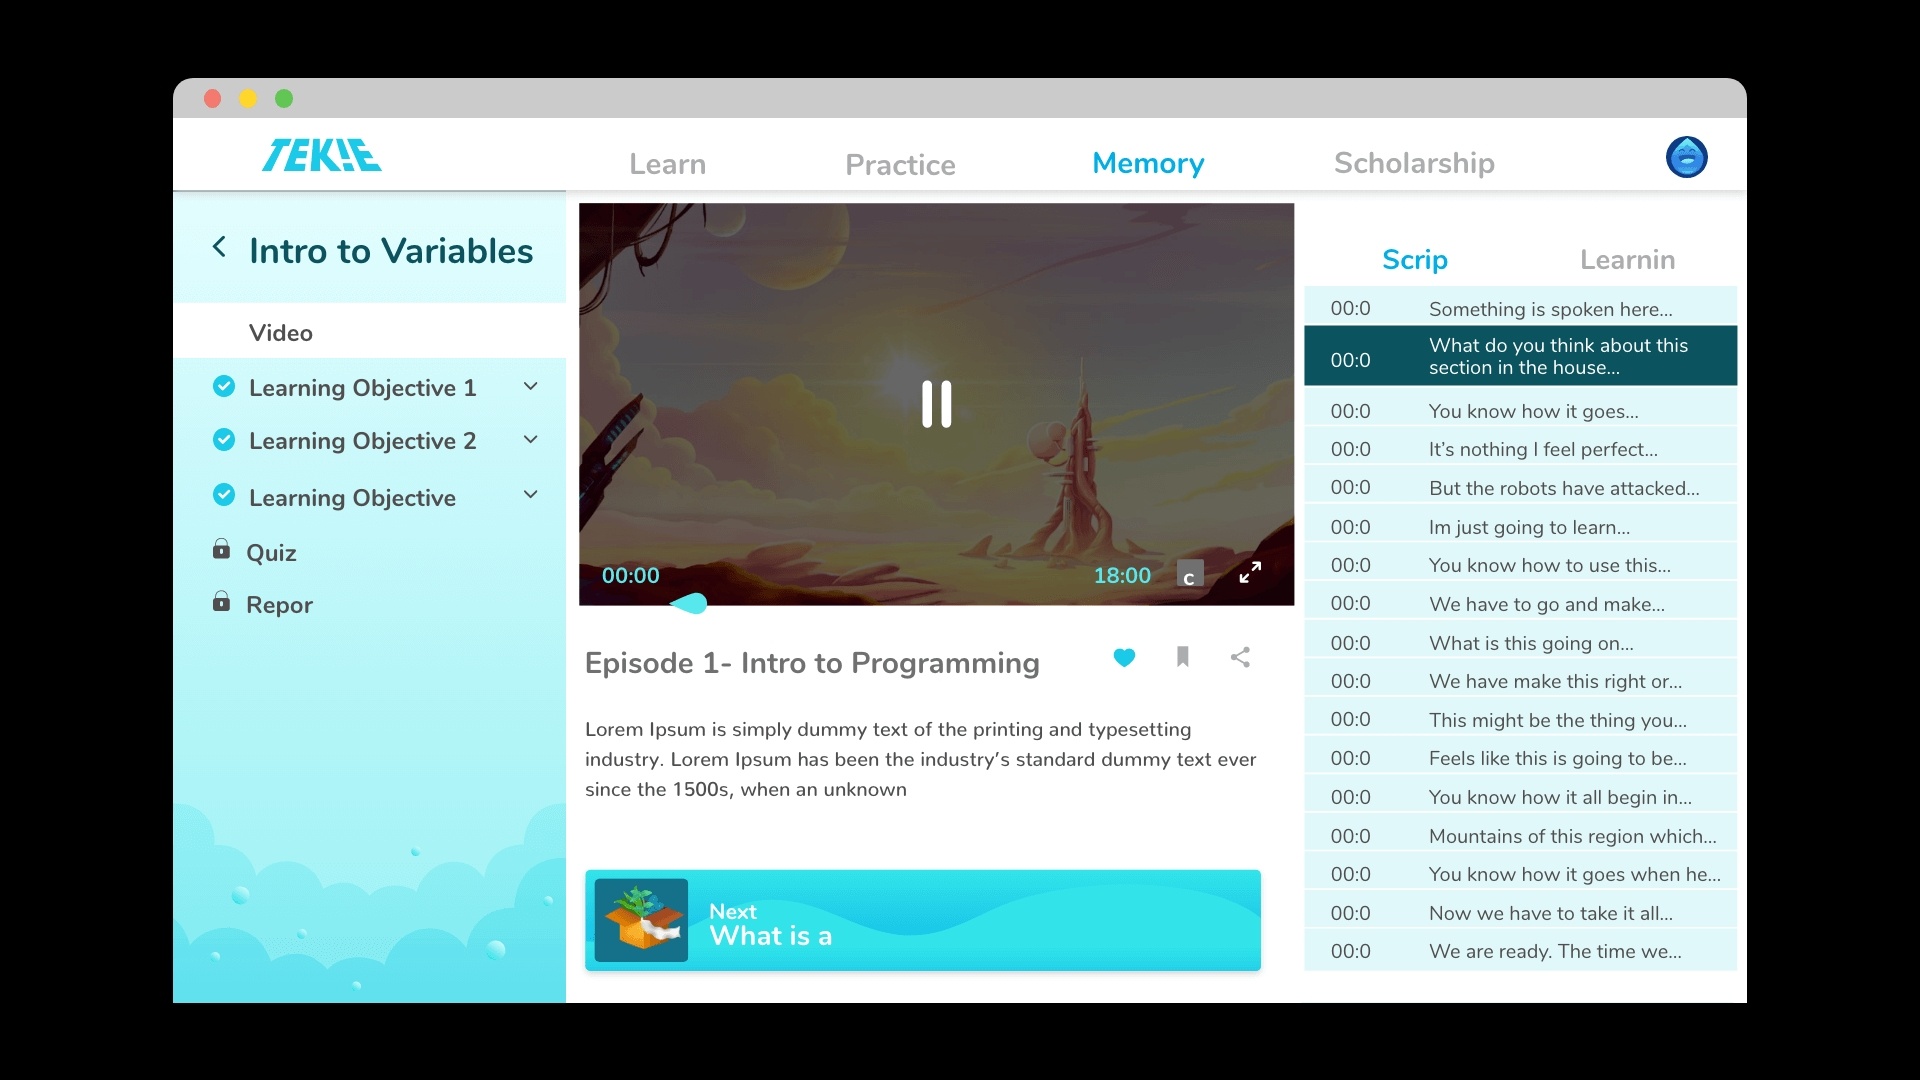 TEK!E
Learn
Practice
Memory
Scholarship
Intro to Variables
Video
Learning Objective 1
Learning Objective 2
Learning Objective
Quiz
Repor
00:00
18:00
c
Episode 1- Intro to Programming
Lorem Ipsum is simply dummy text of the printing and typesetting
industry. Lorem Ipsum has been the industry’s standard dummy text ever
since the 1500s, when an unknown
Next
What is a
Scrip
Learnin
00:0 Something is spoken here...
00:0 What do you think about this
section in the house...
00:0 You know how it goes...
00:0 It’s nothing I feel perfect...
00:0 But the robots have attacked...
00:0 Im just going to learn...
00:0 You know how to use this...
00:0 We have to go and make...
00:0 What is this going on...
00:0 We have make this right or...
00:0 This might be the thing you...
00:0 Feels like this is going to be...
00:0 You know how it all begin in...
00:0 Mountains of this region which...
00:0 You know how it goes when he...
00:0 Now we have to take it all...
00:0 We are ready. The time we...